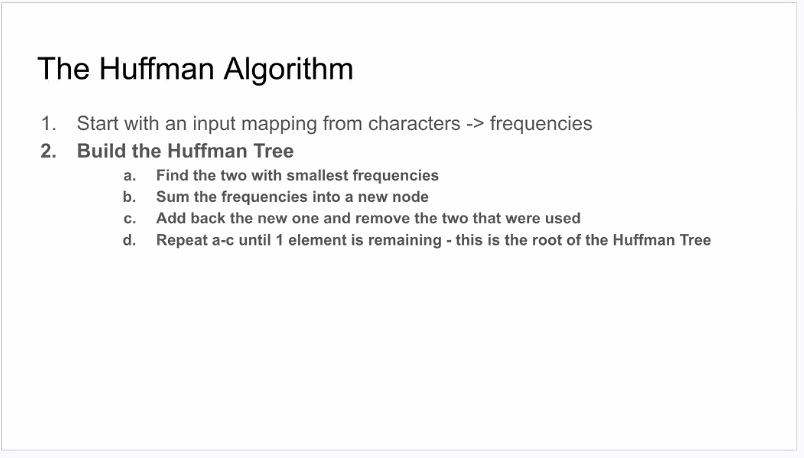 The Huffman Algorithm
1. Start with an input mapping from characters -> frequencies
2. Build the Huffman Tree
a. Find the two with smallest frequencies
b. Sum the frequencies into a new node
c. Add back the new one and remove the two that were used
d. Repeat a-c until 1 element is remaining - this is the root of the Huffman Tree